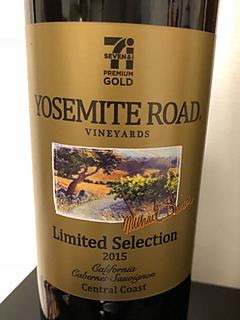 7i
SEVEN&I
PREMIUM
GOLD
YOSEMITE ROAD®
VINEYARDS
Limited Selection
2015
California
Cabernet Sauvignon
Central Coast